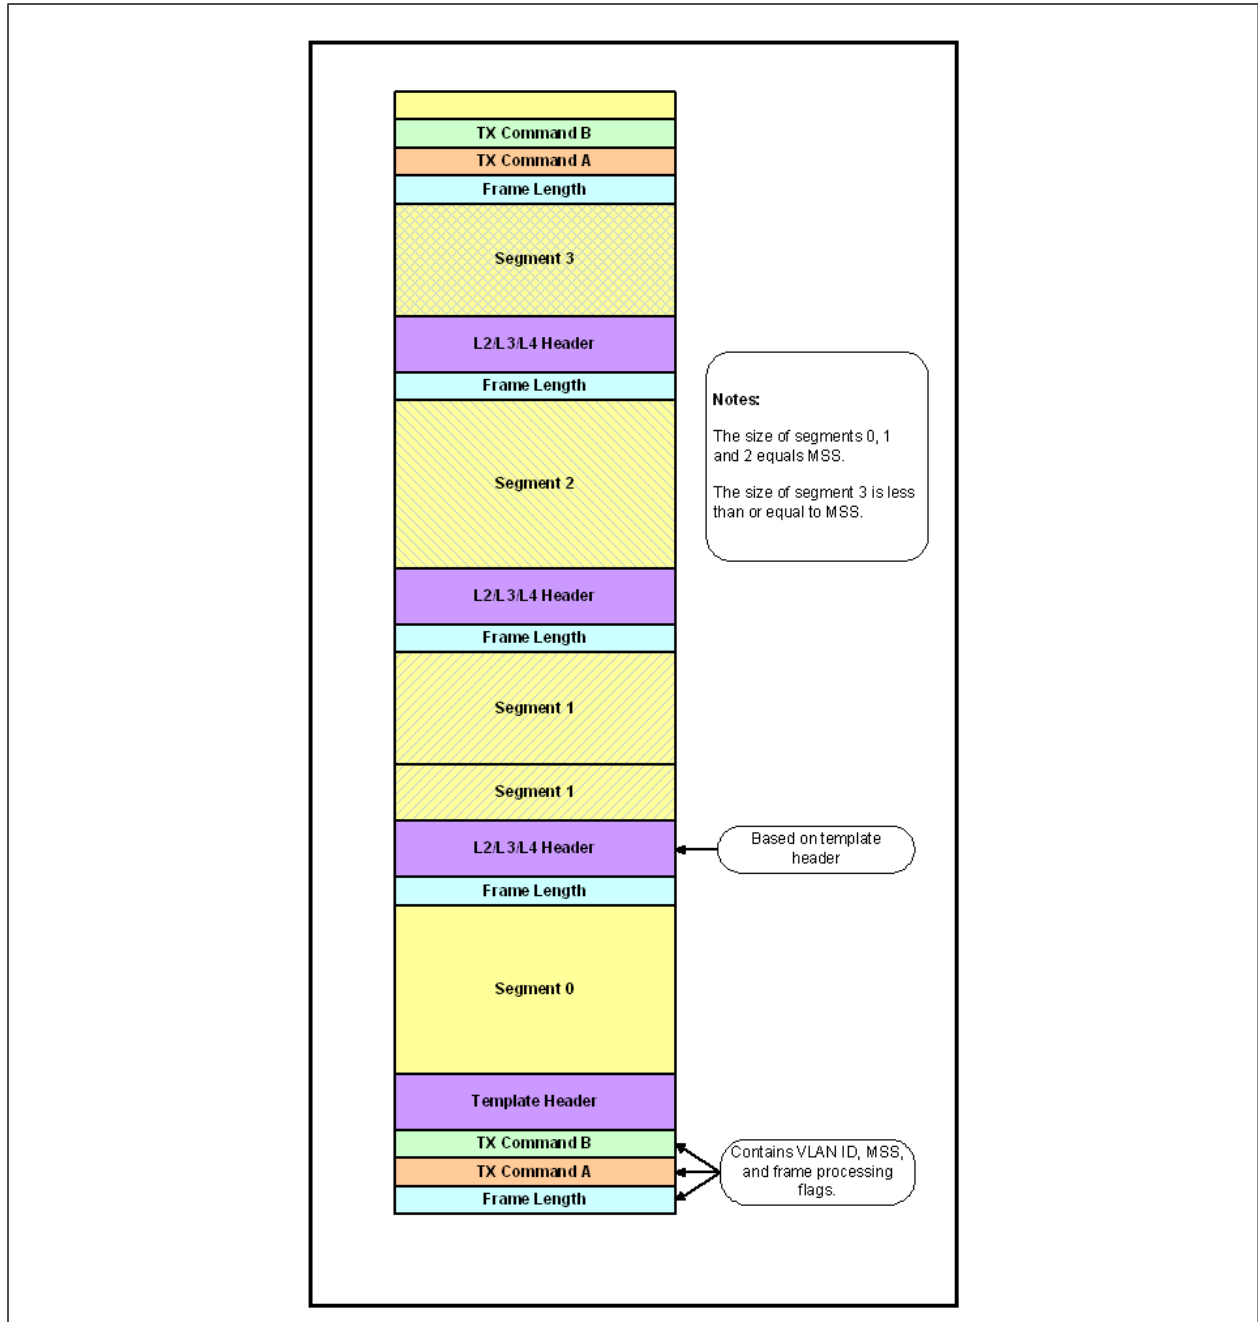 TX Command B
TX Command A
Frame Length
Segment 3
L2/L3/L4 Header
Frame Length
Segment 2
L2/L3/L4 Header
Frame Length
Segment 1
Segment 1
L2/L3/L4 Header
Frame Length
Segment 0
Template Header
TX Command B
TX Command A
Frame Length
Notes:
The size of segments 0, 1
and 2 equals MSS.
The size of segment 3 is less
than or equal to MSS.
Based on template
header
Contains VLAN ID, MSS,
and frame processing
flags.